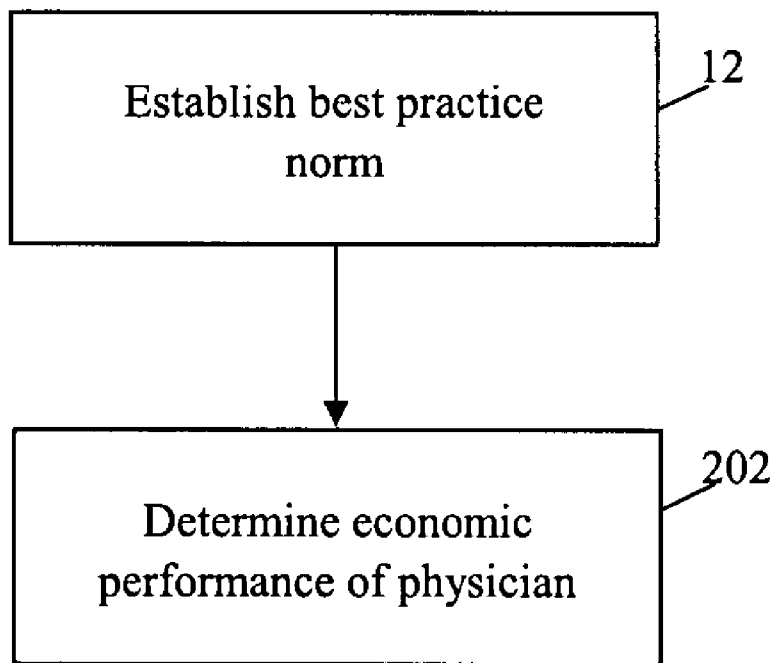 Establish best practice
norm
12
Determine economic
performance of physician
202